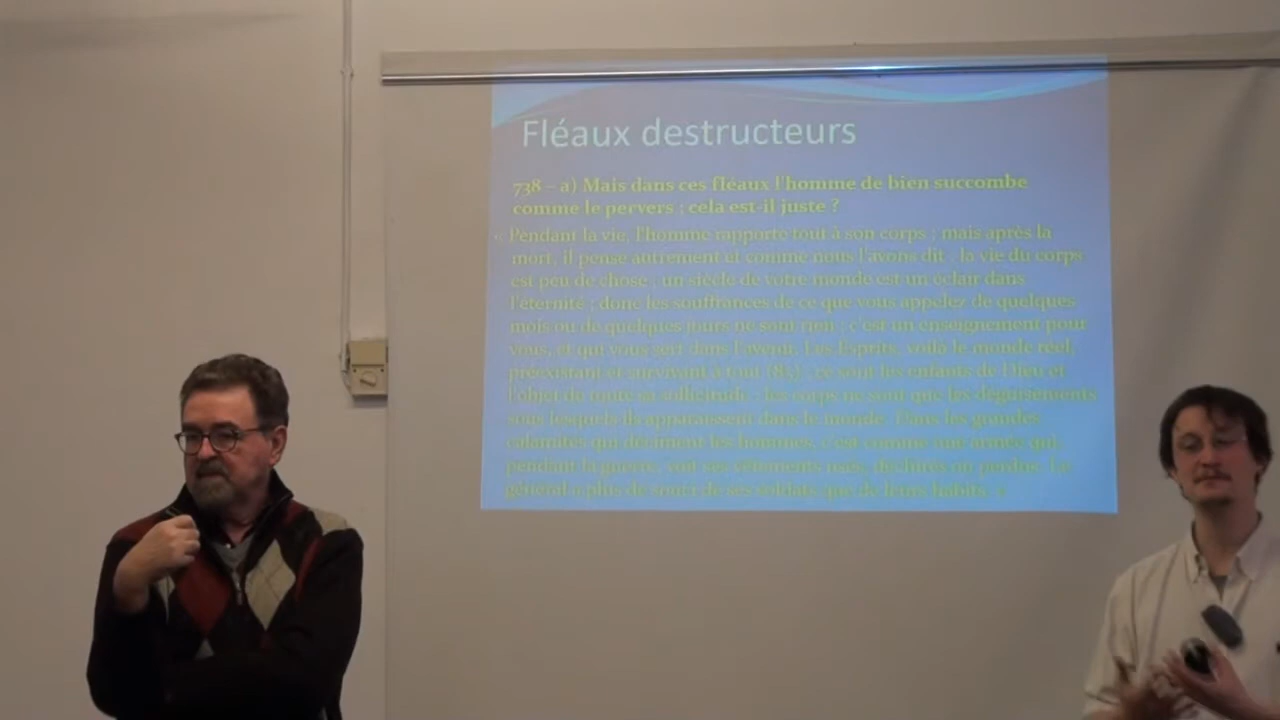 Fléaux destructeurs
738 – a) Mais dans ces fléaux l'homme de bien succombe
comme le pervers ; cela est-il juste ?
Pendant la vie, l'homme rapporte tout à son corps ; mais après la
mort, il pense autrement et comme nous l'avons dit : la vie du corps
est peu de chose ; un siècle de votre monde est un éclair dans
l'éternité ; donc les souffrances de ce que vous appelez de quelques
mois ou de quelques jours ne sont rien ; c'est un enseignement pour
vous, et qui vous sert dans l'avenir. Les Esprits, voilà le monde réel,
préexistant et survivant à tout (85) ; ce sont les enfants de Dieu et
l'objet de toute sa sollicitude ; les corps ne sont que les déguisements
sous lesquels ils apparaissent dans le monde. Dans les grandes
calamités qui déciment les hommes, c'est comme une armée qui,
pendant la guerre, voit ses vêtements usés, déchirés ou perdus. Le
général a plus de souci de ses soldats que de leurs habits. »